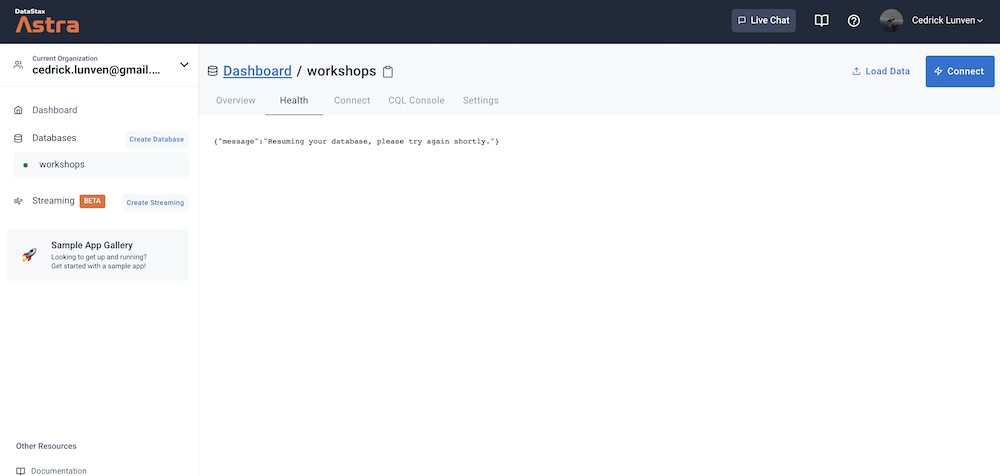 DataStax
Astra
Live Chat
Cedrick Lunven
Current Organization
cedrick.lunven@gmail....
Dashboard
Databases
Create Database
workshops
Streaming
BETA
Create Streaming
Sample App Gallery
Looking to get up and running?
Get started with a sample app!
Other Resources
Documentation
Dashboard / workshops
Load Data
Connect
Overview
Health
Connect
CQL Console
Settings
{"message":"Resuming your database, please try again shortly."}